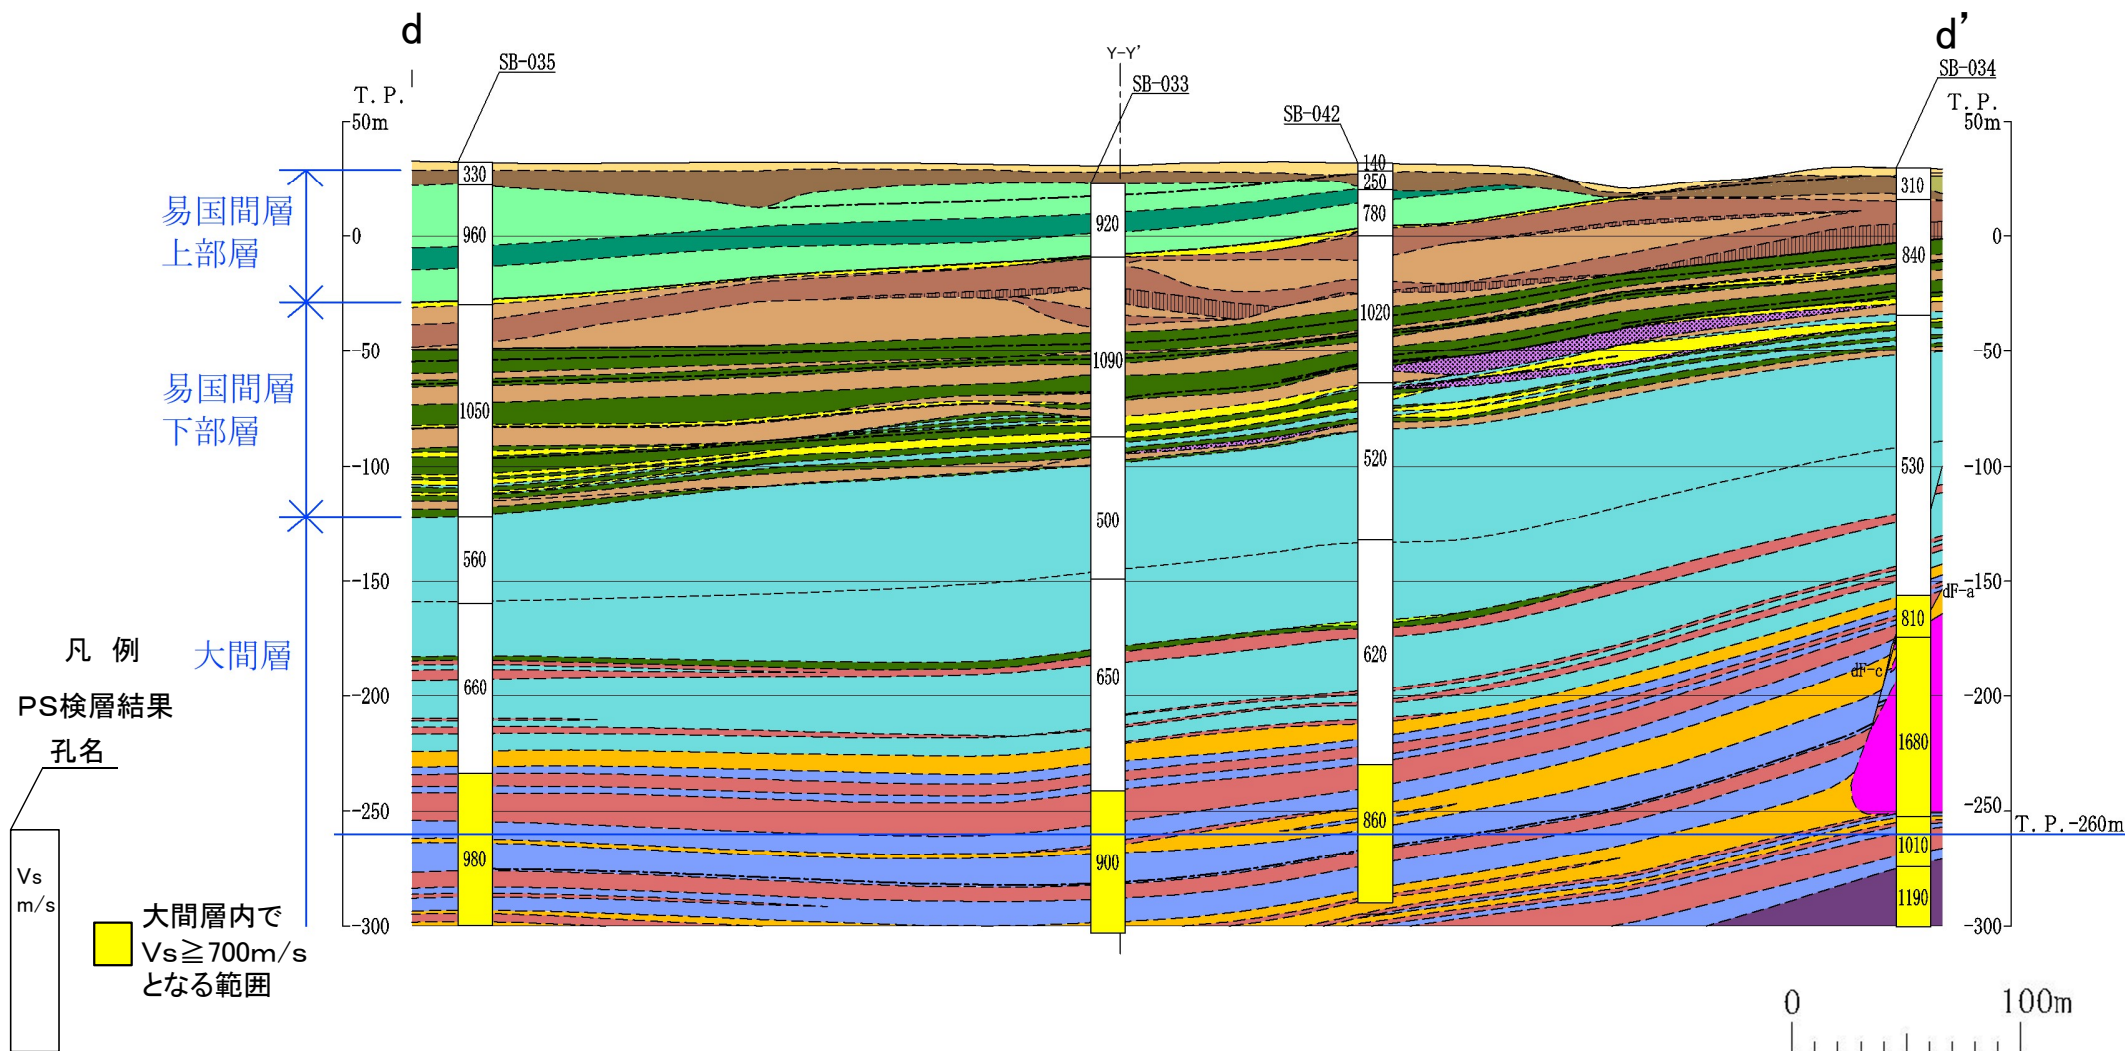 d
d’
SB-035
Y-Y’
SB-033
SB-042
SB-034
T. P.
T. P.
50m
50m
330
140
250
310
易国間層
上部層
960
920
780
0
0
840
1020
-50
-50
1090
易国間層
下部層
1050
-100
520
530
-100
500
560
-150
-150
dF-a
810
凡 例
大間層
660
650
620
dF-c
-200
-200
PS検層結果
孔名
1680
-250
-250
T. P. -260m
860
980
900
1010
Vs
m/s
1190
大間層内で
Vs≧700m/s
となる範囲
-300
-300
0
100m